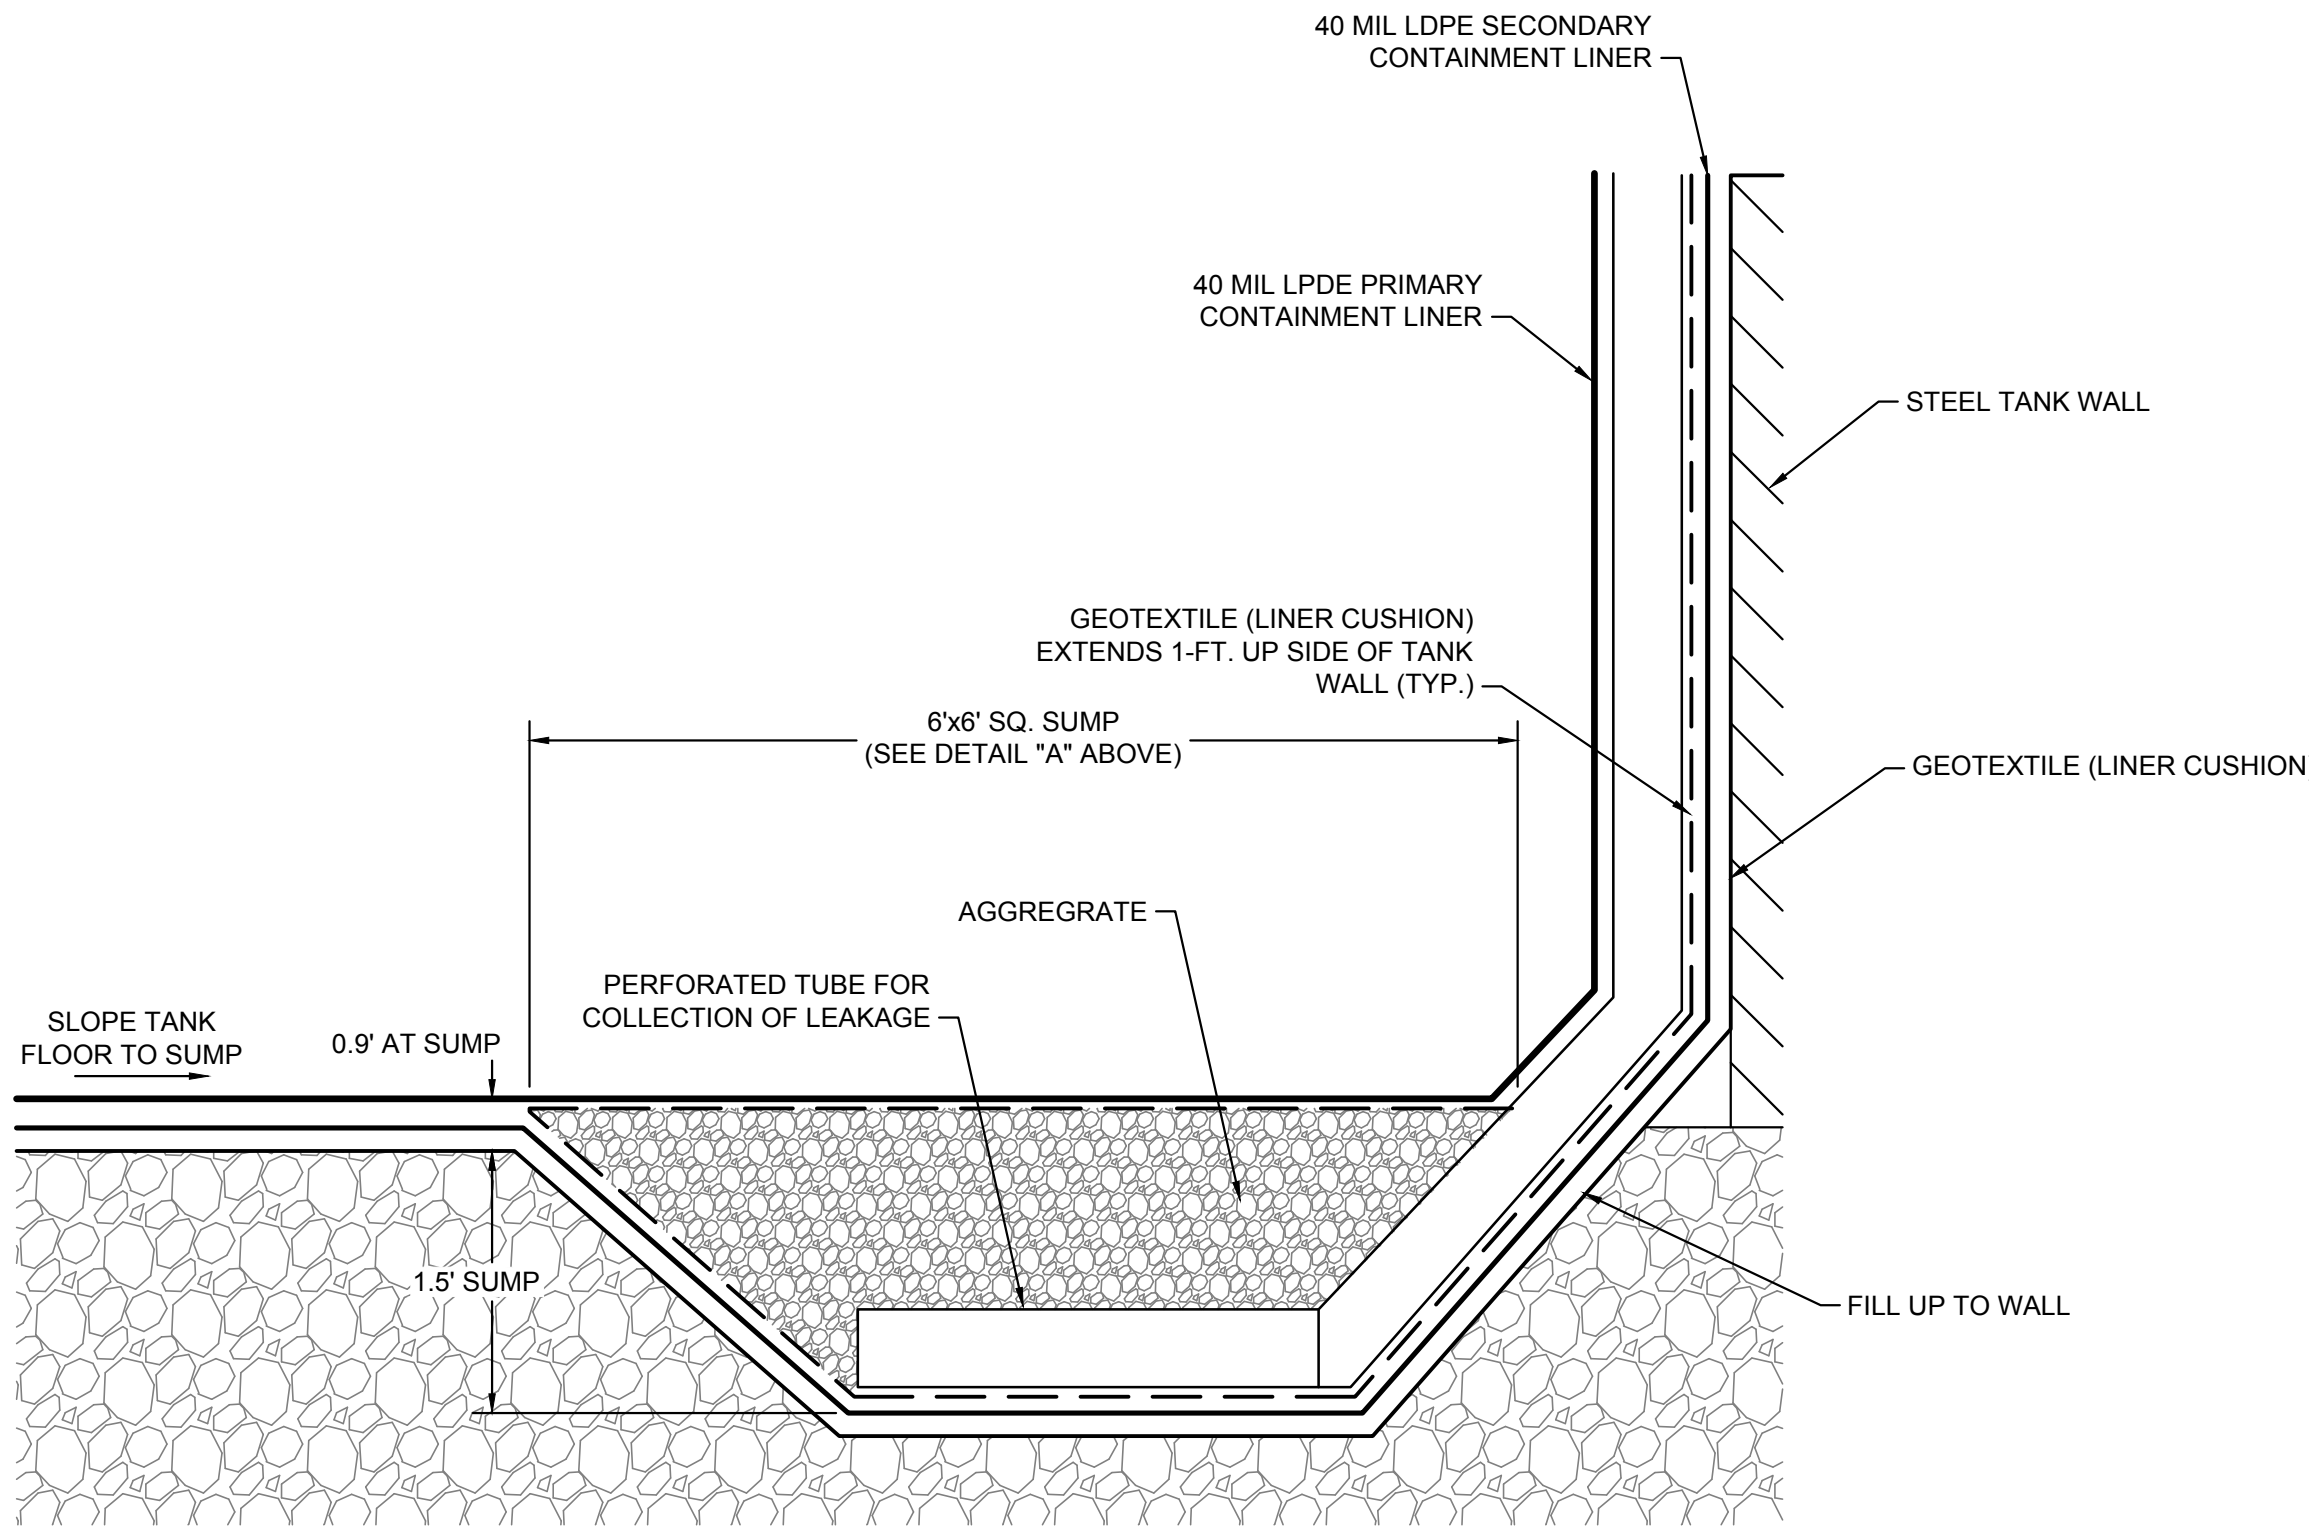 40 MIL LDPE SECONDARY
CONTAINMENT LINER
40 MIL LPDE PRIMARY
CONTAINMENT LINER
STEEL TANK WALL
GEOTEXTILE (LINER CUSHION)
EXTENDS 1-FT. UP SIDE OF TANK
WALL (TYP.)
6'x6' SQ. SUMP
(SEE DETAIL "A" ABOVE)
GEOTEXTILE (LINER CUSHION
AGGREGRATE
PERFORATED TUBE FOR
COLLECTION OF LEAKAGE
SLOPE TANK
FLOOR TO SUMP
0.9' AT SUMP
1.5' SUMP
FILL UP TO WALL